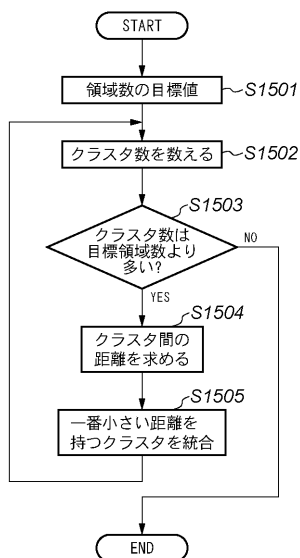 START
領域数の目標値
S1501
クラスタ数を数える
S1502
S1503
クラスタ数は
目標領域数より
多い?
NO
YES
S1504
クラスタ間の
距離を求める
S1505
一番小さい距離を
持つクラスタを統合
END